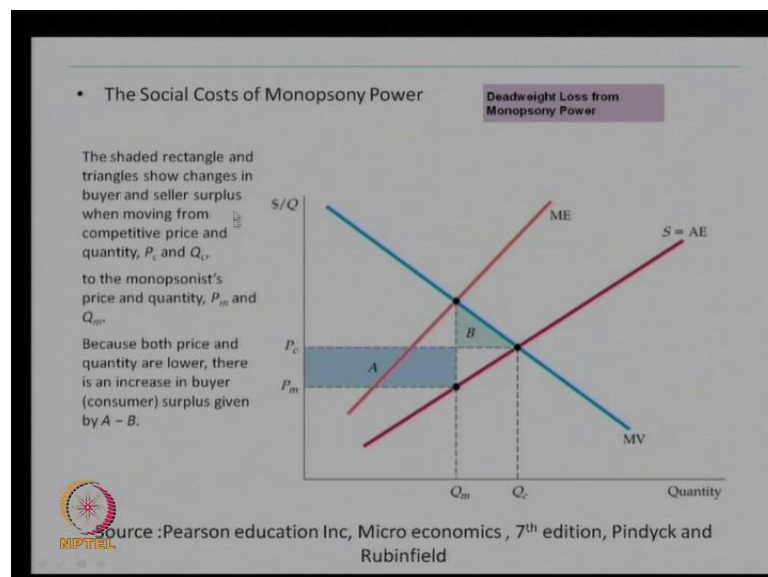 • The Social Costs of Monopsony Power
Deadweight Loss from
Monopsony Power
The shaded rectangle and
triangles show changes in
buyer and seller surplus
when moving from
competitive price and
quantity, Pc and Qc,
to the monopsonist's
price and quantity, Pm and
Qm.
Because both price and
quantity are lower, there
is an increase in buyer
(consumer) surplus given
by A – B.
$/Q
ME
S = AE
B
Pc
A
Pm
MV
Qm
Qc
Quantity
NPTEL
Source :Pearson education Inc, Micro economics , 7th edition, Pindyck and
Rubinfield